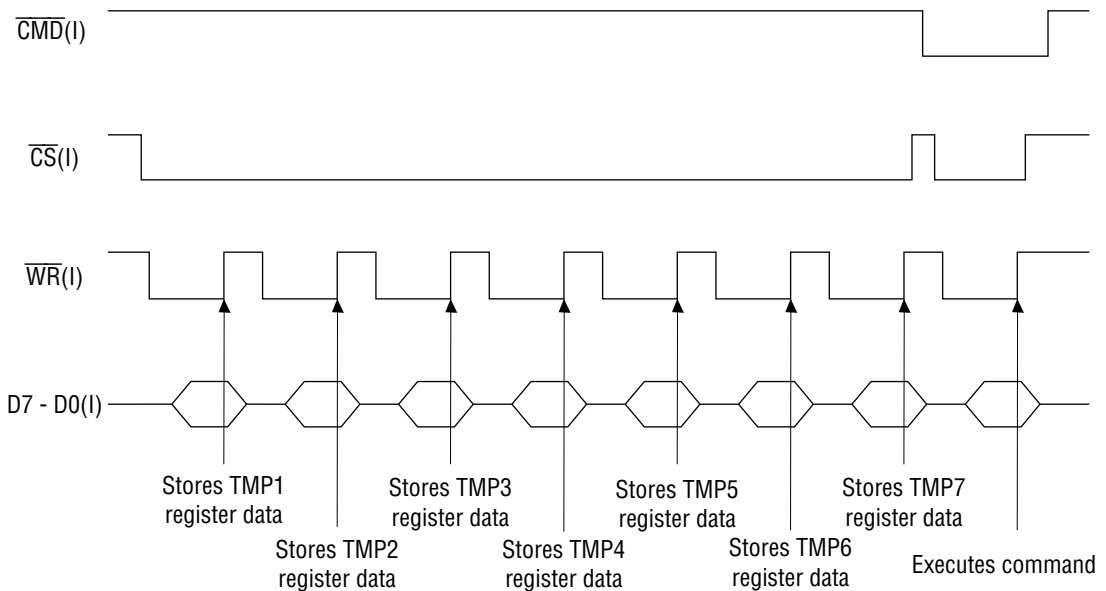 CMD(I)
CS(I)
WR(I)
D7 - D0(I)
Stores TMP1
register data
Stores TMP3
register data
Stores TMP5
register data
Stores TMP7
register data
Stores TMP2
register data
Stores TMP4
register data
Stores TMP6
register data
Executes command